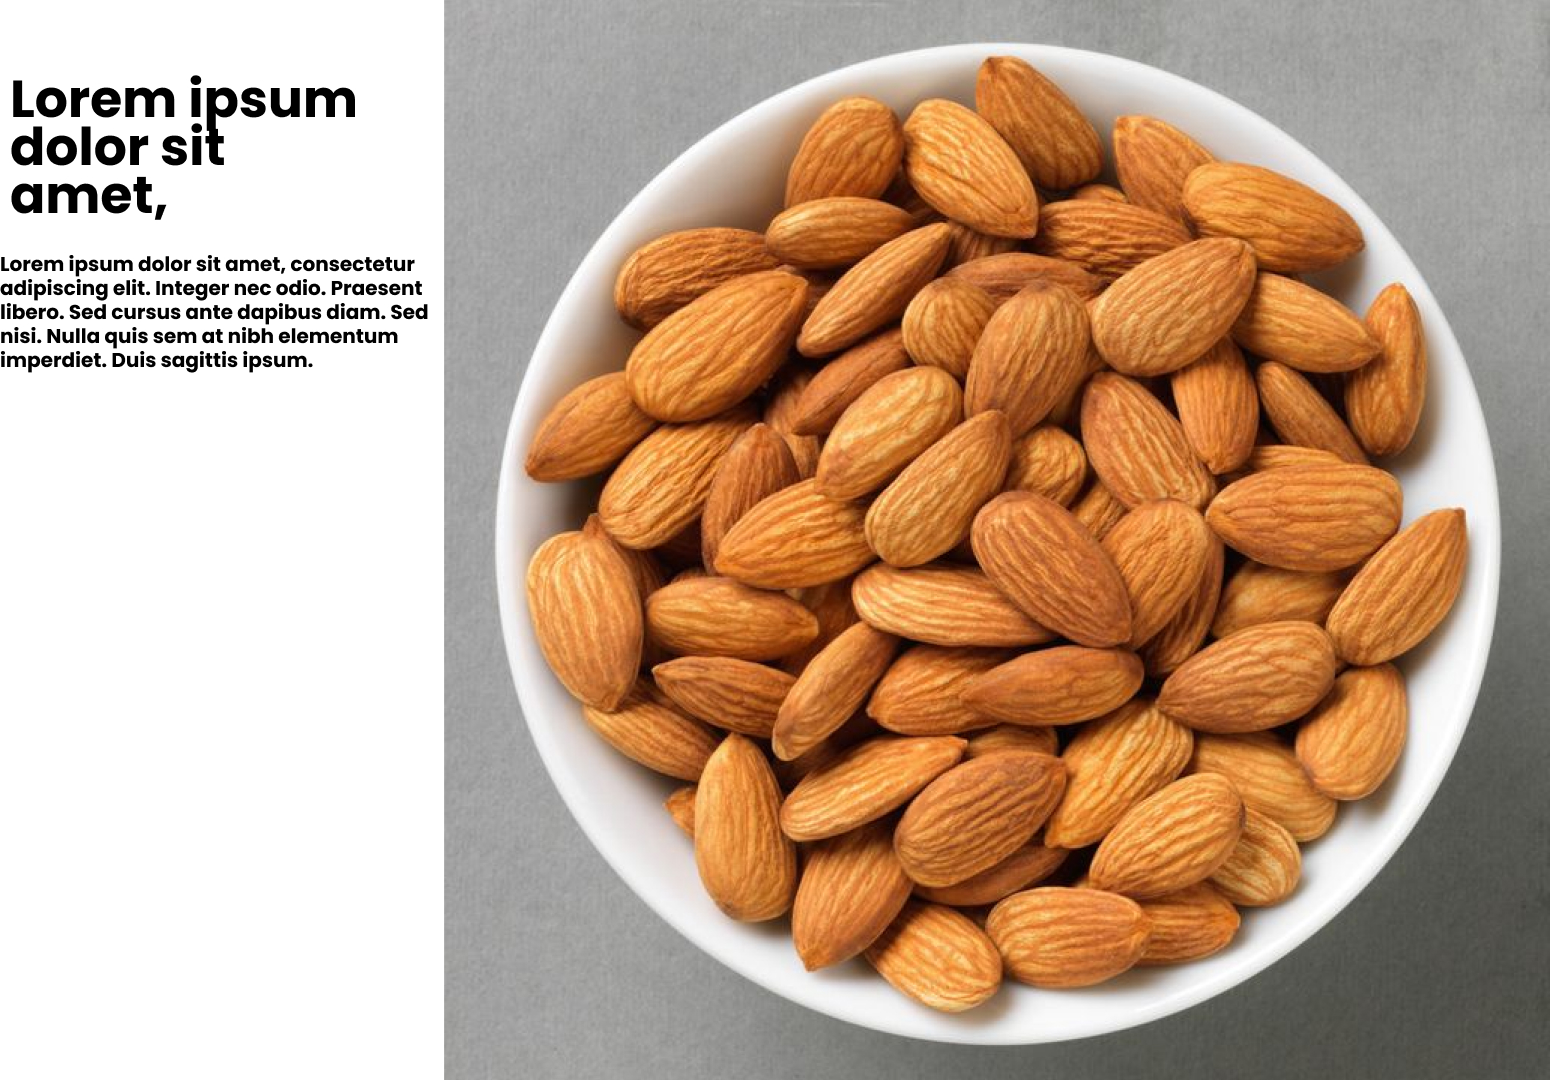 Lorem ipsum
dolor sit
amet,
Lorem ipsum dolor sit amet, consectetur
adipiscing elit. Integer nec odio. Praesent
libero. Sed cursus ante dapibus diam. Sed
nisi. Nulla quis sem at nibh elementum
imperdiet. Duis sagittis ipsum.